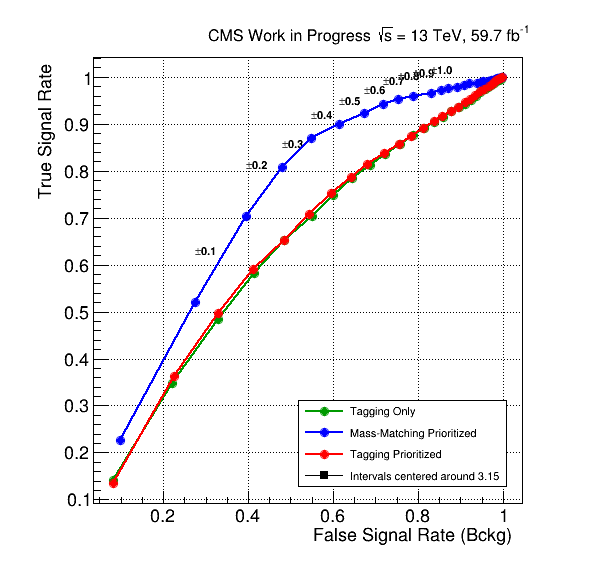 CMS Work in Progress √s = 13 TeV, 59.7 fb⁻¹
True Signal Rate
1
0.9
0.8
0.7
0.6
0.5
0.4
0.3
0.2
0.1
±0.1
±0.2
±0.3
±0.4
±0.5
±0.6
±0.7
±0.8
±0.9
±1.0
Tagging Only
Mass-Matching Prioritized
Tagging Prioritized
Intervals centered around 3.15
0.2 0.4 0.6 0.8 1
False Signal Rate (Bckg)